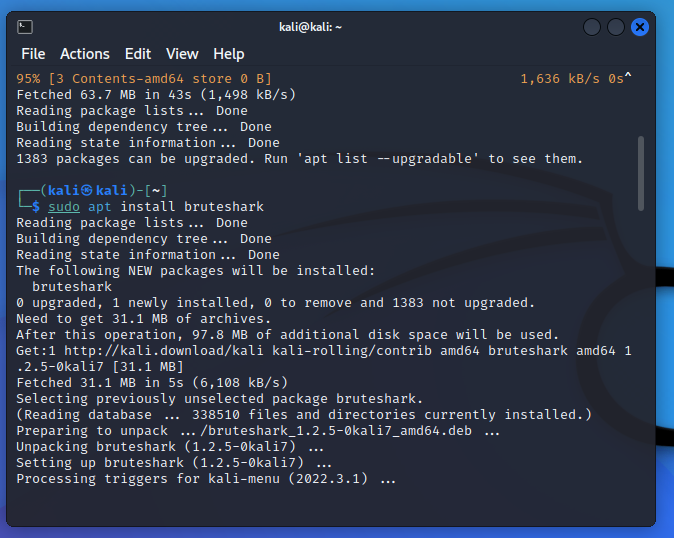 kali@kali: ~
File Actions Edit View Help
95% [3 Contents-amd64 store 0 B] 1,636 kB/s 0s^
Fetched 63.7 MB in 43s (1,498 kB/s)
Reading package lists... Done
Building dependency tree... Done
Reading state information... Done
1383 packages can be upgraded. Run 'apt list --upgradable' to see them.
┌──(kali㉿kali)-[~]
└─$ sudo apt install bruteshark
Reading package lists... Done
Building dependency tree... Done
Reading state information... Done
The following NEW packages will be installed:
bruteshark
0 upgraded, 1 newly installed, 0 to remove and 1383 not upgraded.
Need to get 31.1 MB of archives.
After this operation, 97.8 MB of additional disk space will be used.
Get:1 http://kali.download/kali kali-rolling/contrib amd64 bruteshark amd64 1
.2.5-0kali7 [31.1 MB]
Fetched 31.1 MB in 5s (6,108 kB/s)
Selecting previously unselected package bruteshark.
(Reading database ... 338510 files and directories currently installed.)
Preparing to unpack .../bruteshark_1.2.5-0kali7_amd64.deb ...
Unpacking bruteshark (1.2.5-0kali7) ...
Setting up bruteshark (1.2.5-0kali7) ...
Processing triggers for kali-menu (2022.3.1) ...